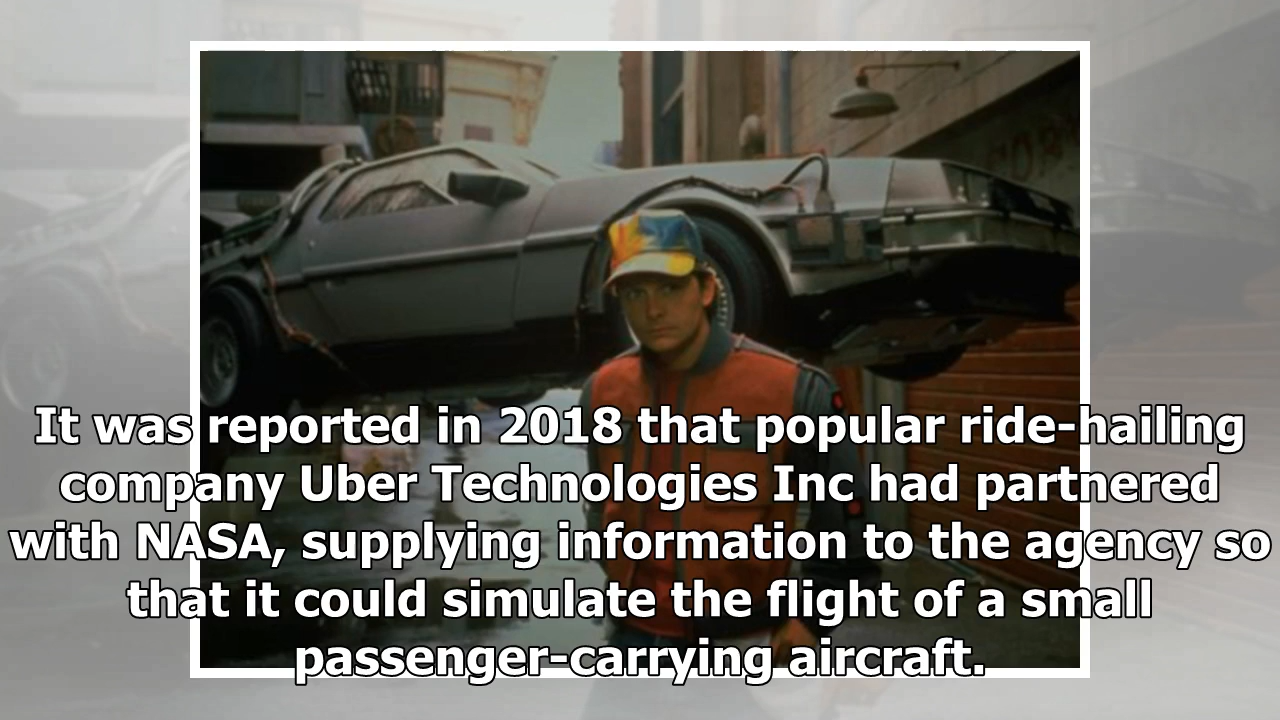 It was reported in 2018 that popular ride-hailing
company Uber Technologies Inc had partnered
with NASA, supplying information to the agency so
that it could simulate the flight of a small
passenger-carrying aircraft.